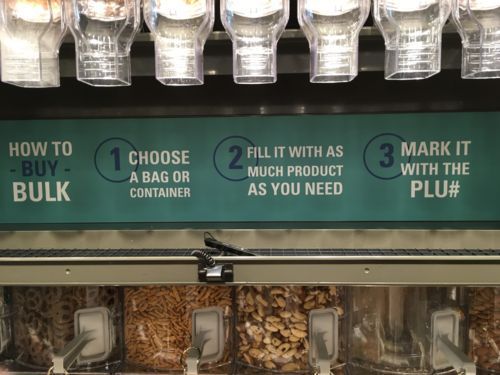 HOW TO
- BUY -
BULK
1 CHOOSE
A BAG OR
CONTAINER
2 FILL IT WITH AS
MUCH PRODUCT
AS YOU NEED
3 MARK IT
WITH THE
PLU#